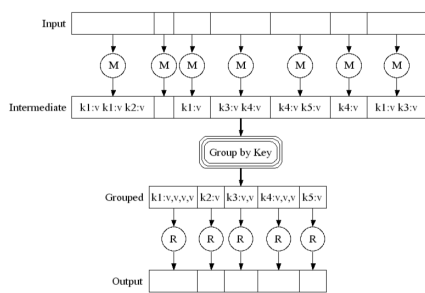 Input
M M M M M M M
Intermediate k1:v k1:v k2:v k1:v k3:v k4:v k4:v k5:v k4:v k1:v k3:v
Group by Key
Grouped k1:v,v,v,v k2:v k3:v,v k4:v,v,v k5:v
R R R R R
Output